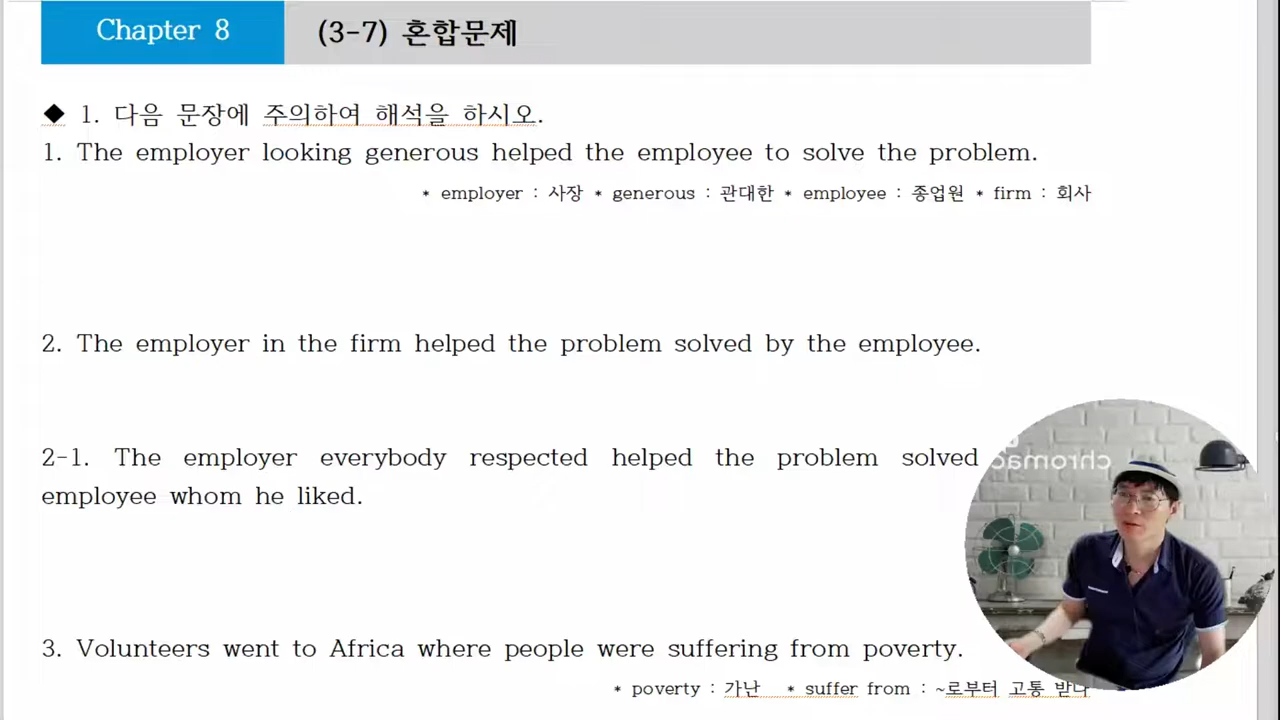 Chapter 8
(3-7) 혼합문제
◆ 1. 다음 문장에 주의하여 해석을 하시오.
1. The employer looking generous helped the employee to solve the problem.
* employer : 사장 * generous : 관대한 * employee : 종업원 * firm : 회사
2. The employer in the firm helped the problem solved by the employee.
2-1. The employer everybody respected helped the problem solved
employee whom he liked.
3. Volunteers went to Africa where people were suffering from poverty.
* poverty : 가난 * suffer from : ~로부터 고통 받다